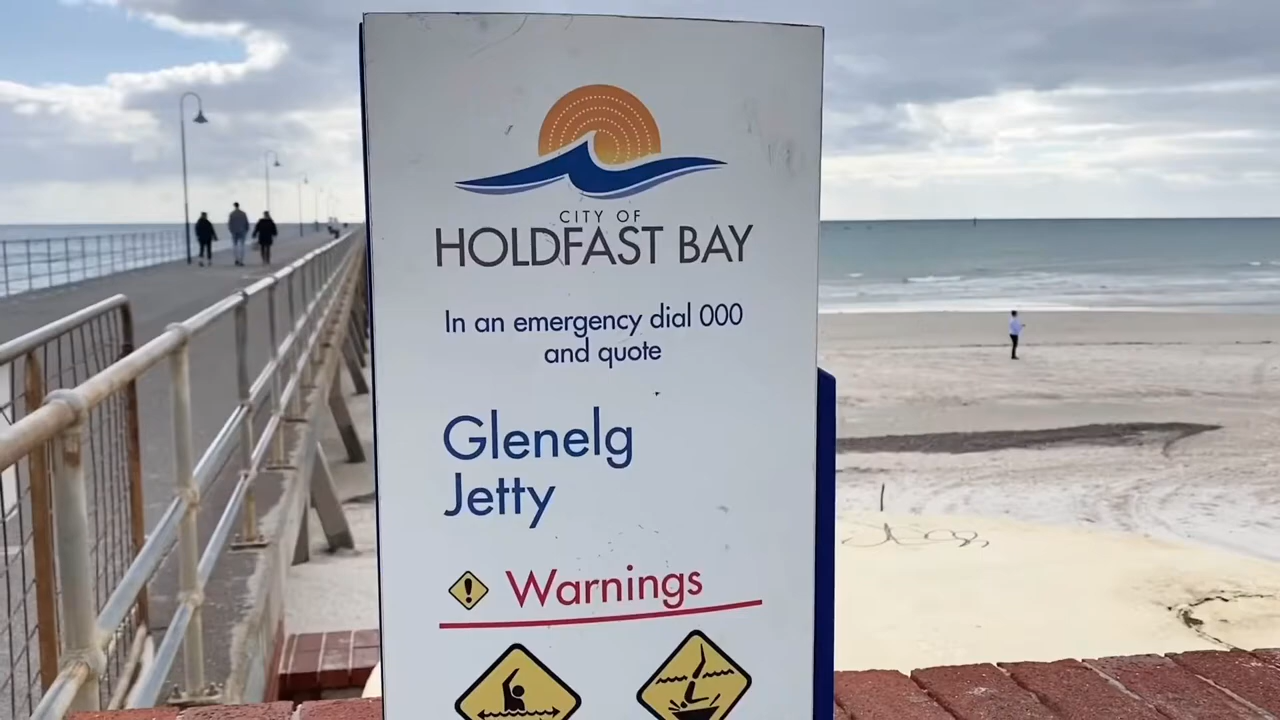 CITY OF
HOLDFAST BAY
In an emergency dial 000
and quote
Glenelg
Jetty
Warnings